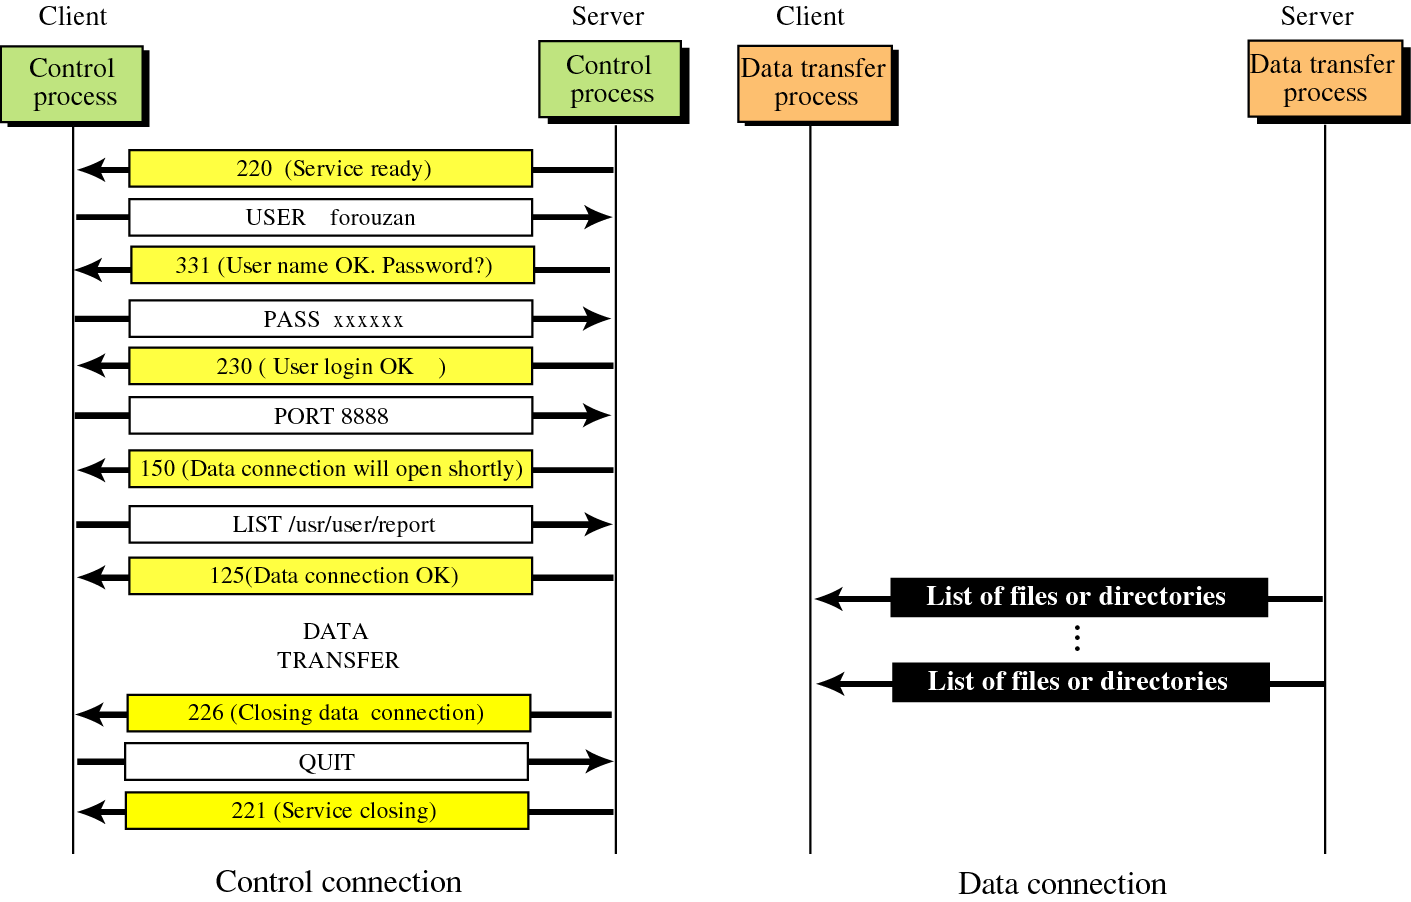 Client
Server
Client
Server
Control
process
Control
process
Data transfer
process
Data transfer
process
220 (Service ready)
USER forouzan
331 (User name OK. Password?)
PASS xxxxxx
230 ( User login OK )
PORT 8888
150 (Data connection will open shortly)
LIST /usr/user/report
125(Data connection OK)
List of files or directories
DATA
TRANSFER
List of files or directories
226 (Closing data connection)
QUIT
221 (Service closing)
Control connection
Data connection